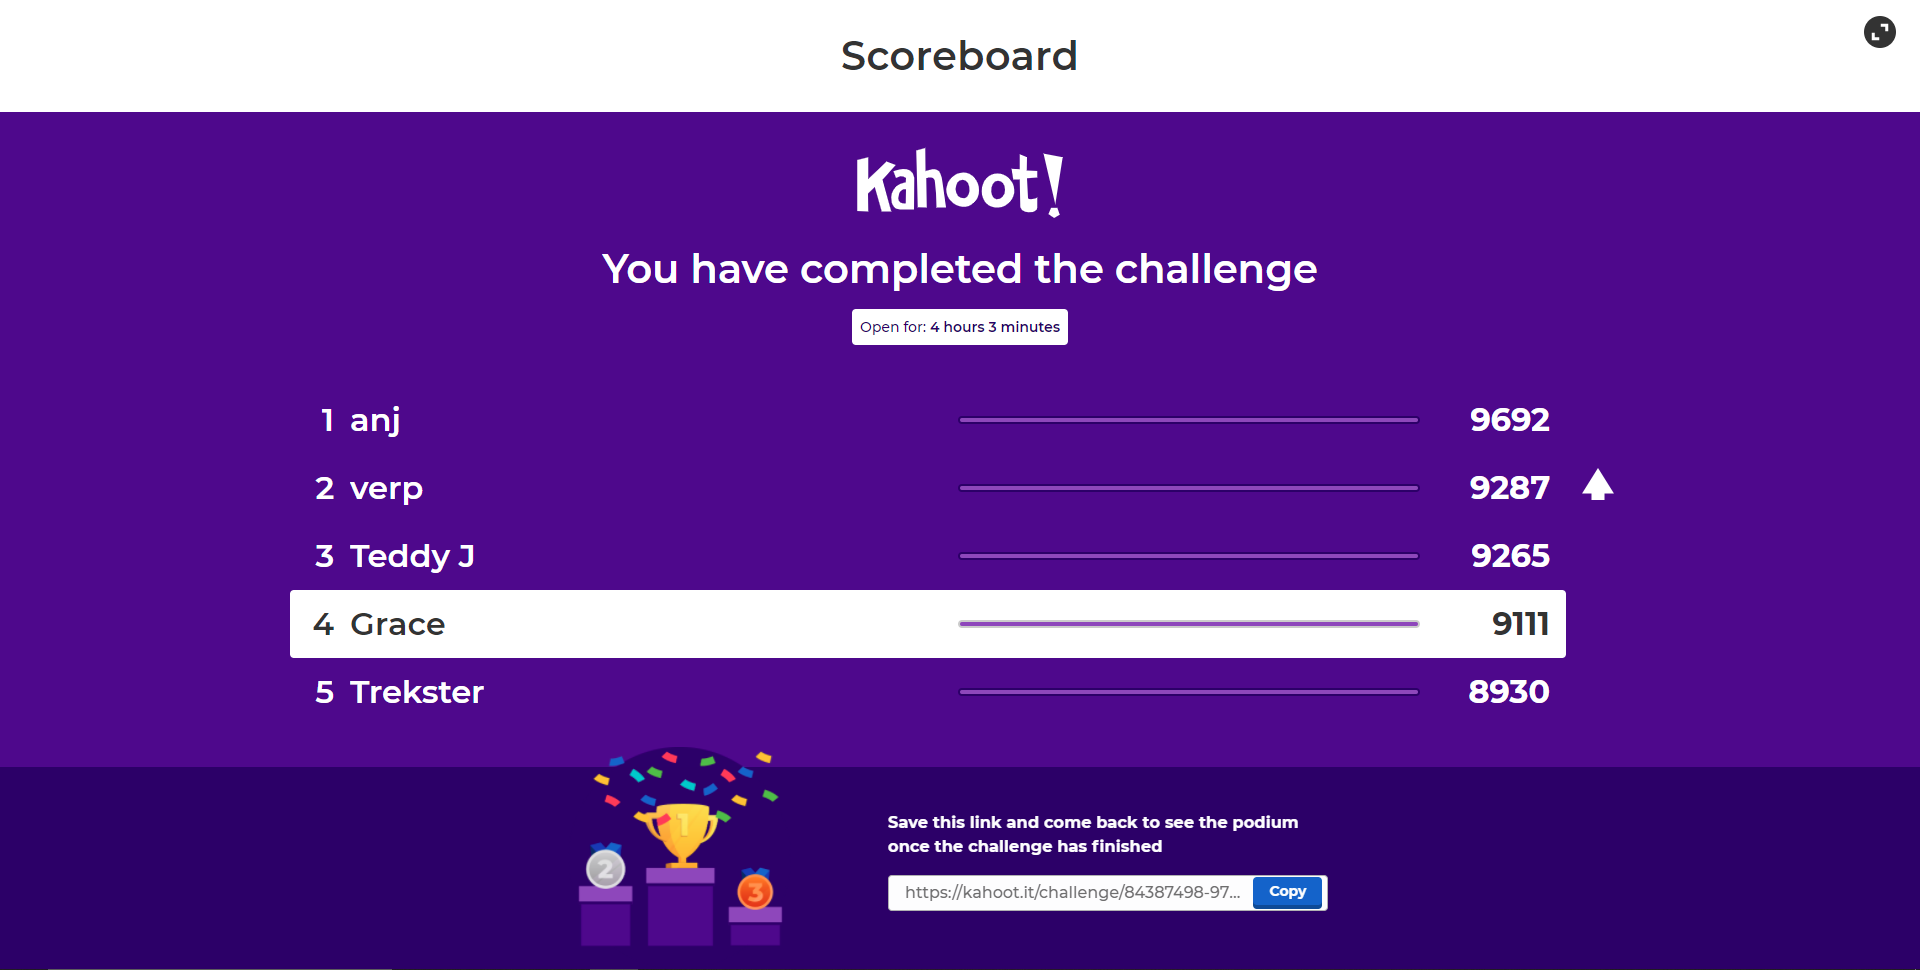 Scoreboard
Kahoot!
You have completed the challenge
Open for: 4 hours 3 minutes
1 anj 9692
2 verp 9287
3 Teddy J 9265
4 Grace 9111
5 Trekster 8930
1
2
3
Save this link and come back to see the podium
once the challenge has finished
https://kahoot.it/challenge/84387498-97... Copy